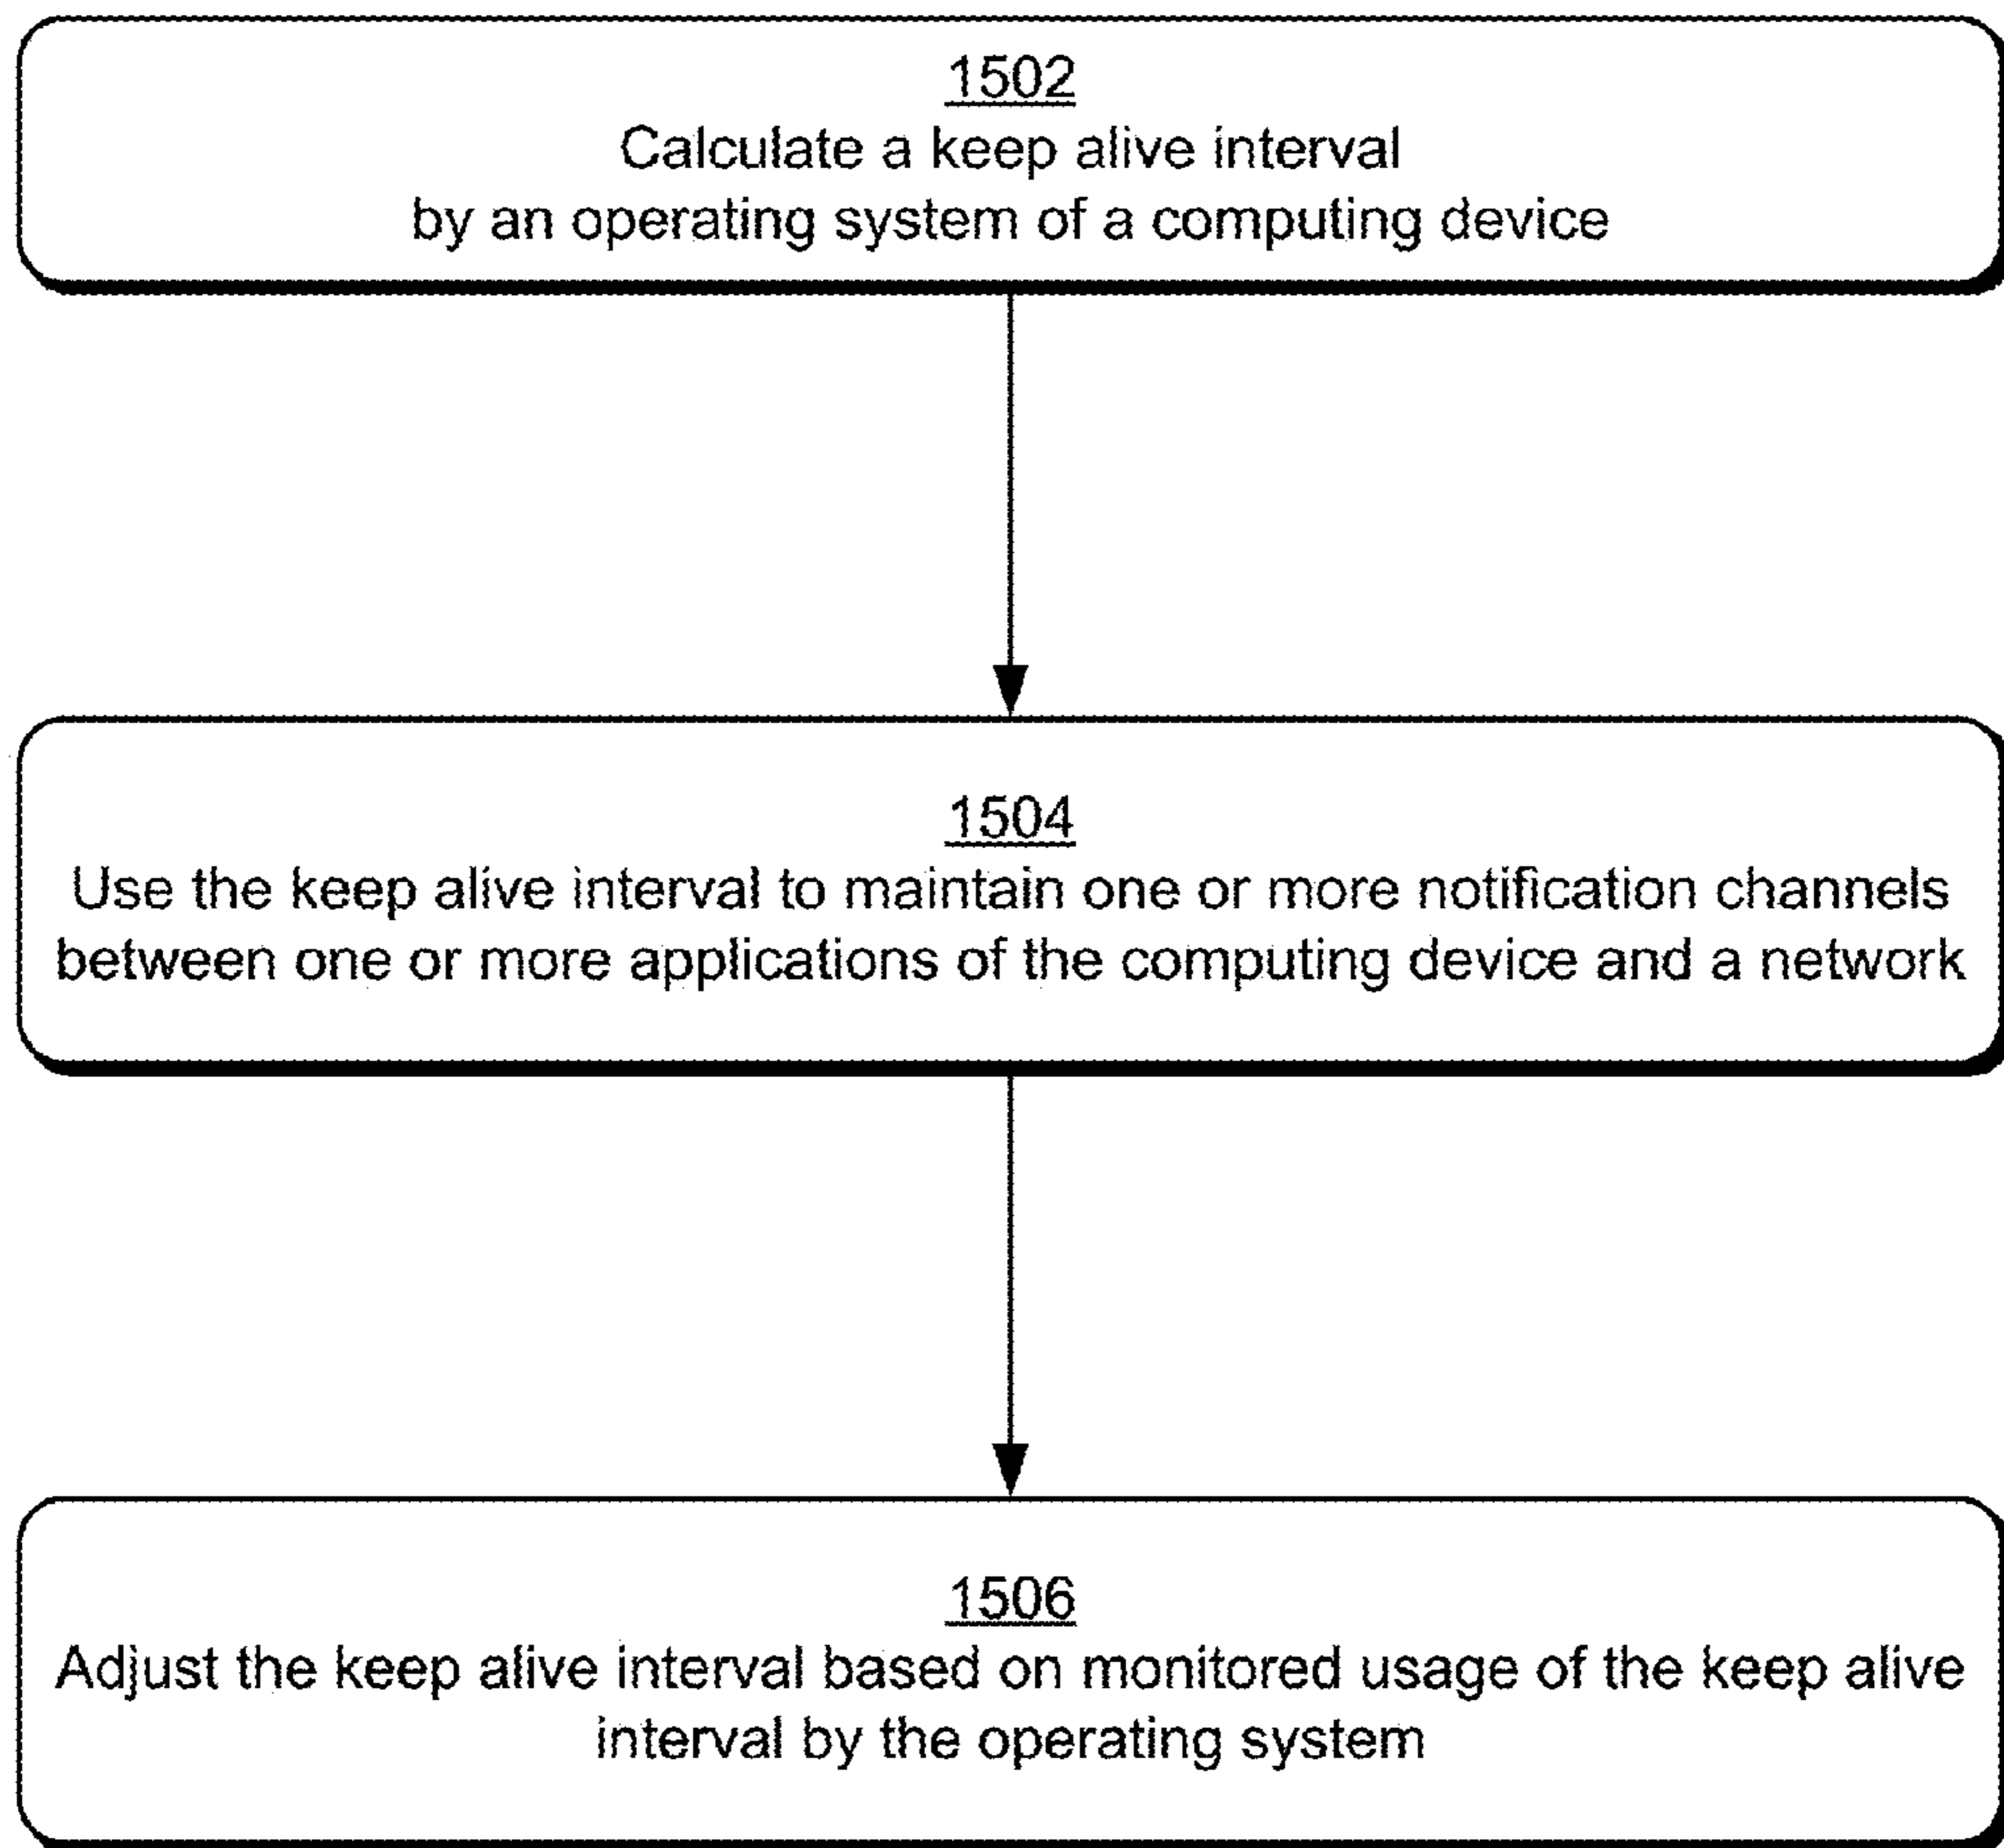 1502
Calculate a keep alive interval
by an operating system of a computing device
1504
Use the keep alive interval to maintain one or more notification channels
between one or more applications of the computing device and a network
1506
Adjust the keep alive interval based on monitored usage of the keep alive
interval by the operating system